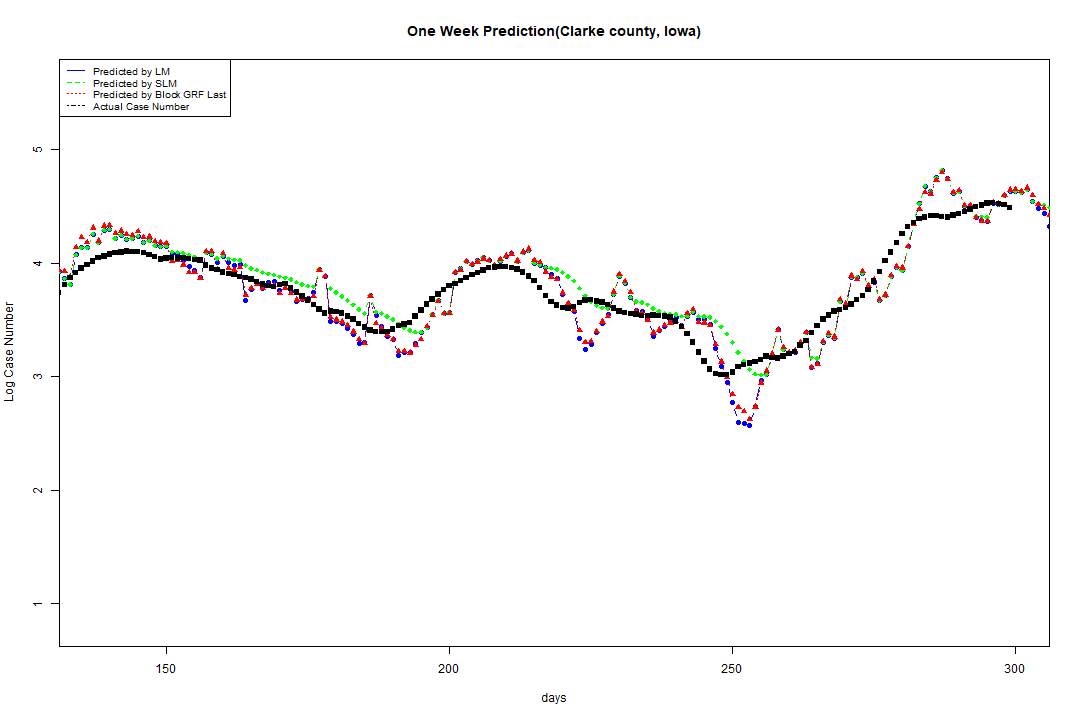 One Week Prediction(Clarke county, Iowa)
Predicted by LM
Predicted by SLM
Predicted by Block GRF Last
Actual Case Number
5
4
3
2
1
Log Case Number
150
200
250
300
days